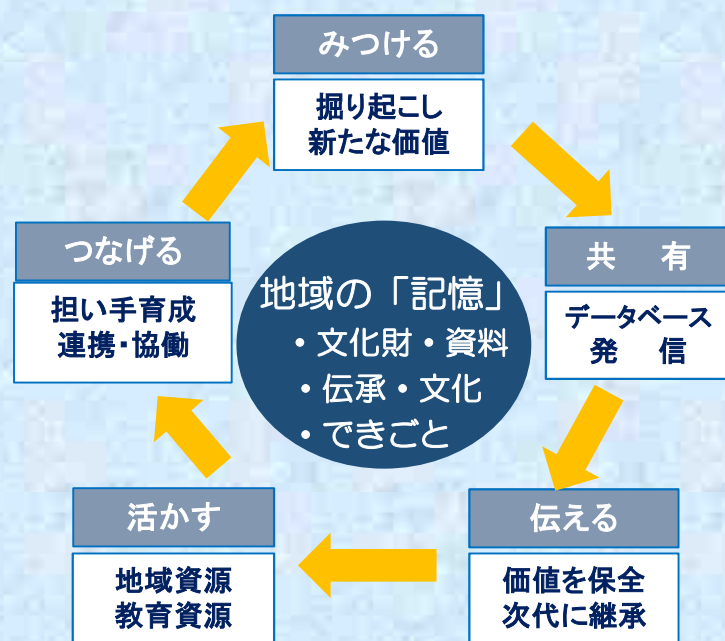 みつける
掘り起こし
新たな価値
共　有
データベース
発　信
伝える
価値を保全
次代に継承
活かす
地域資源
教育資源
つなげる
担い手育成
連携・協働
地域の「記憶」
・文化財・資料
・伝承・文化
・できごと